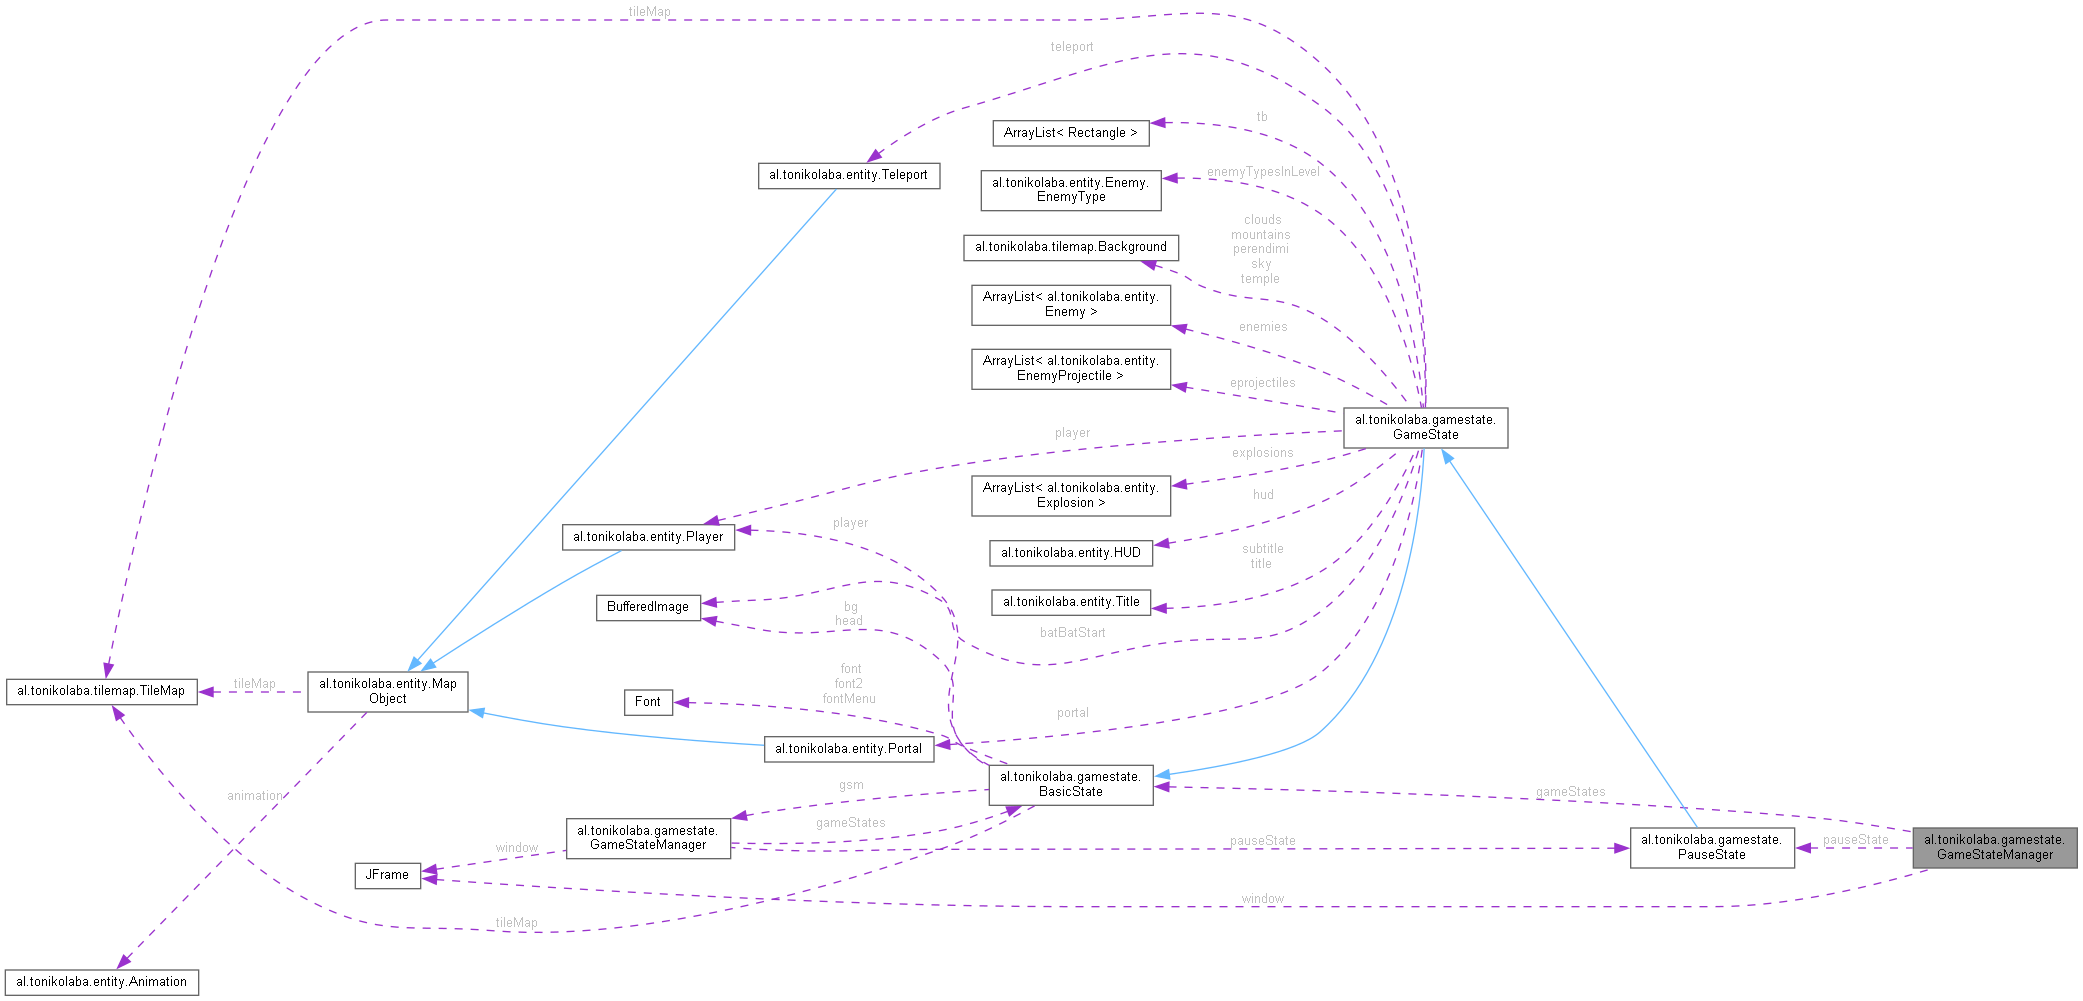 tileMap
teleport
tb
ArrayList< Rectangle >
al.tonikolaba.entity.Teleport
enemyTypesInLevel
al.tonikolaba.entity.Enemy.
EnemyType
clouds
mountains
perendimi
sky
temple
al.tonikolaba.tilemap.Background
ArrayList< al.tonikolaba.entity.
Enemy >
enemies
ArrayList< al.tonikolaba.entity.
EnemyProjectile >
eprojectiles
al.tonikolaba.gamestate.
GameState
player
explosions
ArrayList< al.tonikolaba.entity.
Explosion >
hud
player
al.tonikolaba.entity.Player
al.tonikolaba.entity.HUD
subtitle
title
al.tonikolaba.entity.Title
BufferedImage
bg
head
batBatStart
font
font2
fontMenu
Font
al.tonikolaba.tilemap.TileMap
tileMap
al.tonikolaba.entity.Map
Object
portal
al.tonikolaba.entity.Portal
al.tonikolaba.gamestate.
BasicState
gsm
gameStates
animation
gameStates
al.tonikolaba.gamestate.
GameStateManager
window
pauseState
al.tonikolaba.gamestate.
PauseState
pauseState
al.tonikolaba.gamestate.
GameStateManager
JFrame
window
tileMap
al.tonikolaba.entity.Animation